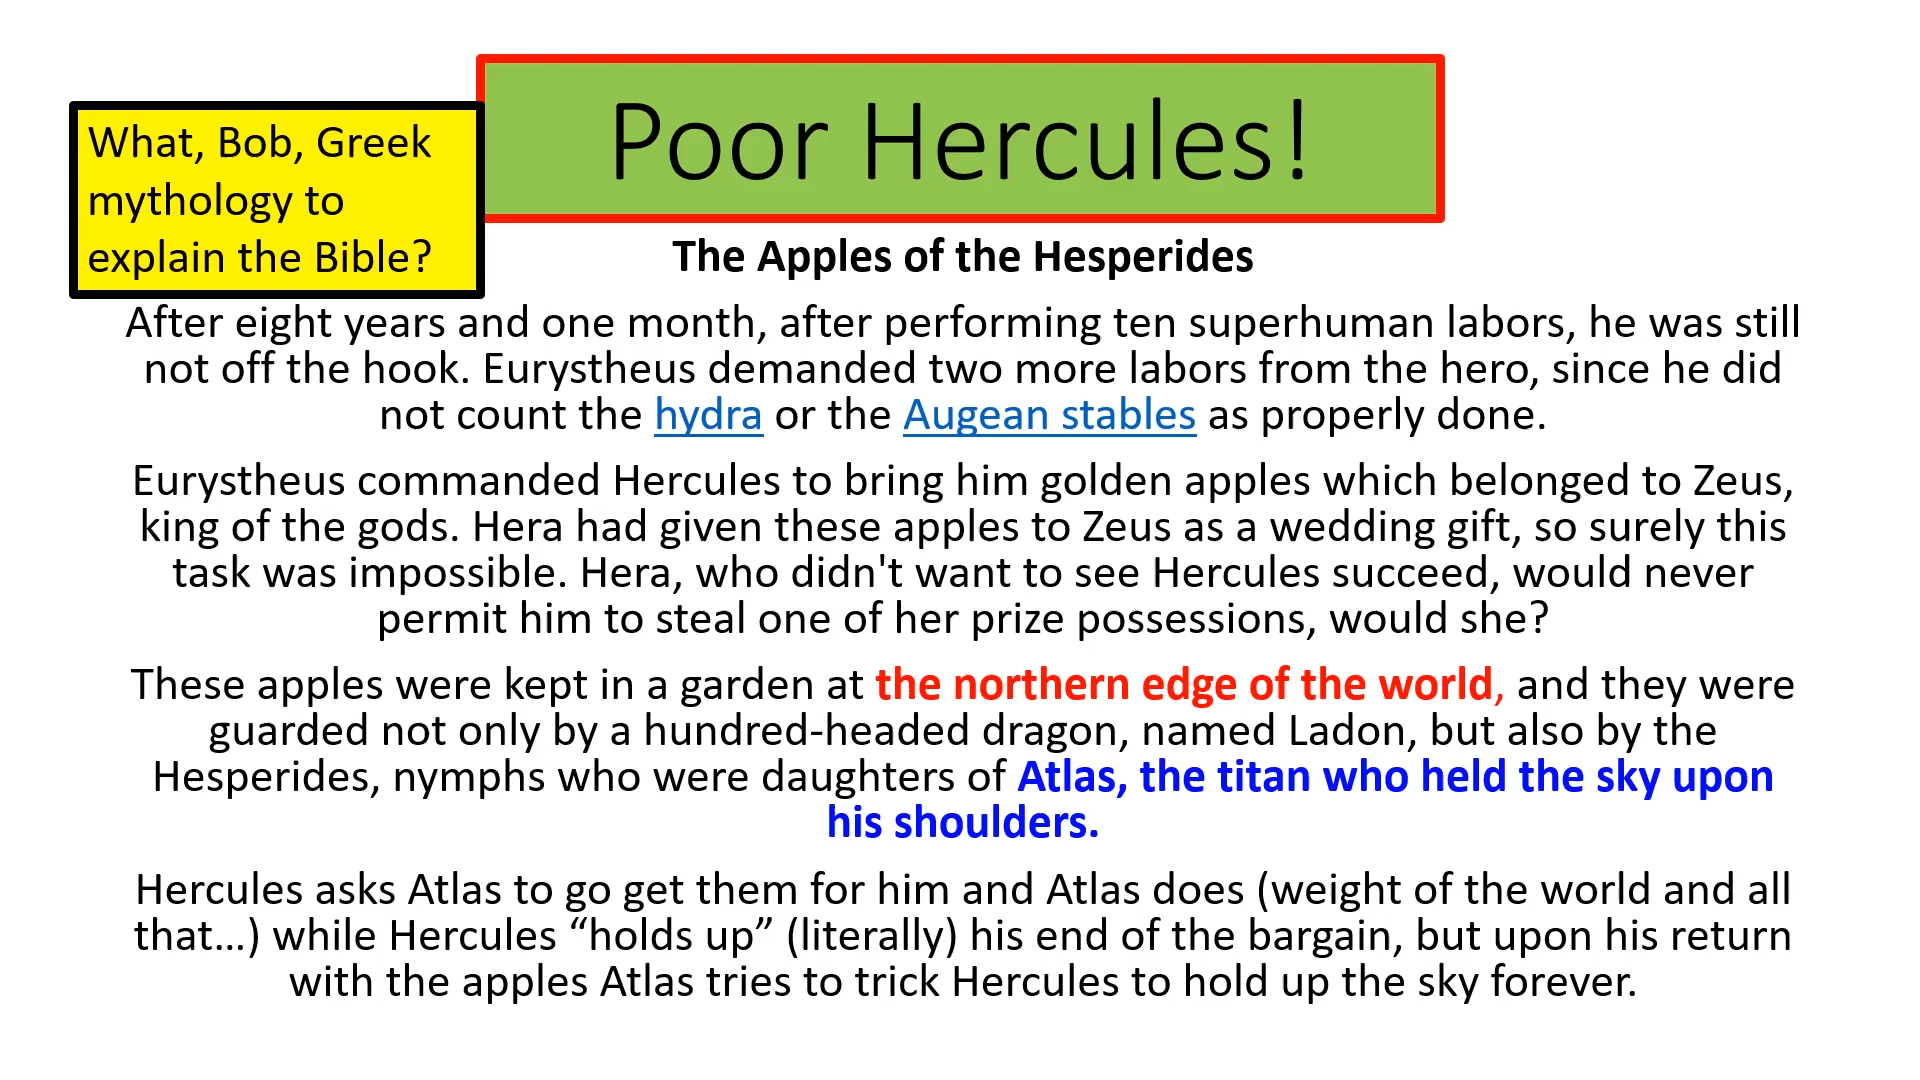 What, Bob, Greek
mythology to
explain the Bible?
Poor Hercules!
The Apples of the Hesperides
After eight years and one month, after performing ten superhuman labors, he was still
not off the hook. Eurystheus demanded two more labors from the hero, since he did
not count the hydra or the Augean stables as properly done.
Eurystheus commanded Hercules to bring him golden apples which belonged to Zeus,
king of the gods. Hera had given these apples to Zeus as a wedding gift, so surely this
task was impossible. Hera, who didn't want to see Hercules succeed, would never
permit him to steal one of her prize possessions, would she?
These apples were kept in a garden at the northern edge of the world, and they were
guarded not only by a hundred-headed dragon, named Ladon, but also by the
Hesperides, nymphs who were daughters of Atlas, the titan who held the sky upon
his shoulders.
Hercules asks Atlas to go get them for him and Atlas does (weight of the world and all
that…) while Hercules “holds up” (literally) his end of the bargain, but upon his return
with the apples Atlas tries to trick Hercules to hold up the sky forever.